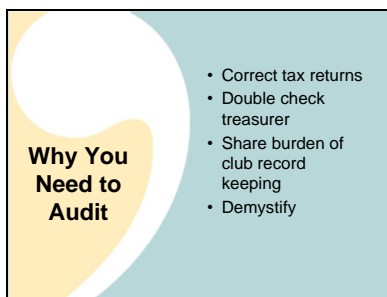 Why You
Need to
Audit
• Correct tax returns
• Double check
treasurer
• Share burden of
club record
keeping
• Demystify